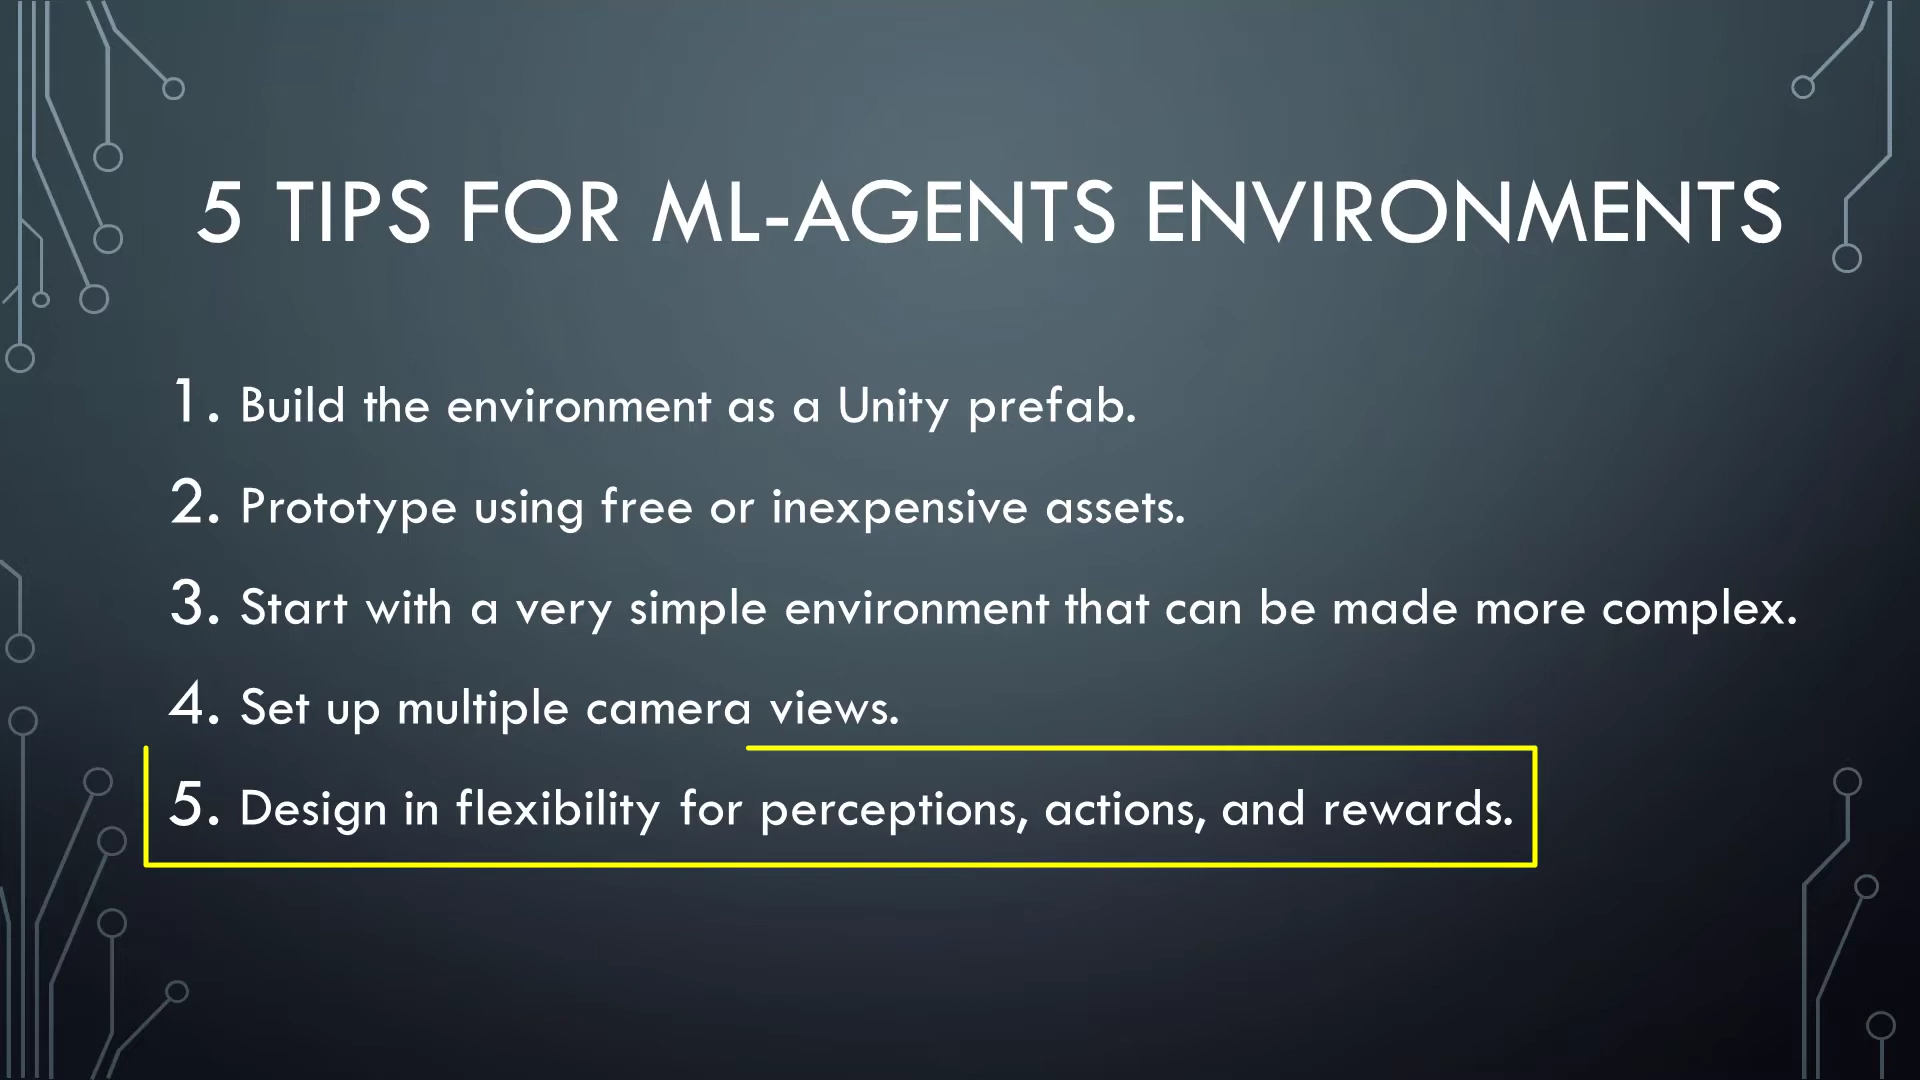 5 TIPS FOR ML-AGENTS ENVIRONMENTS
1. Build the environment as a Unity prefab.
2. Prototype using free or inexpensive assets.
3. Start with a very simple environment that can be made more complex.
4. Set up multiple camera views.
5. Design in flexibility for perceptions, actions, and rewards.